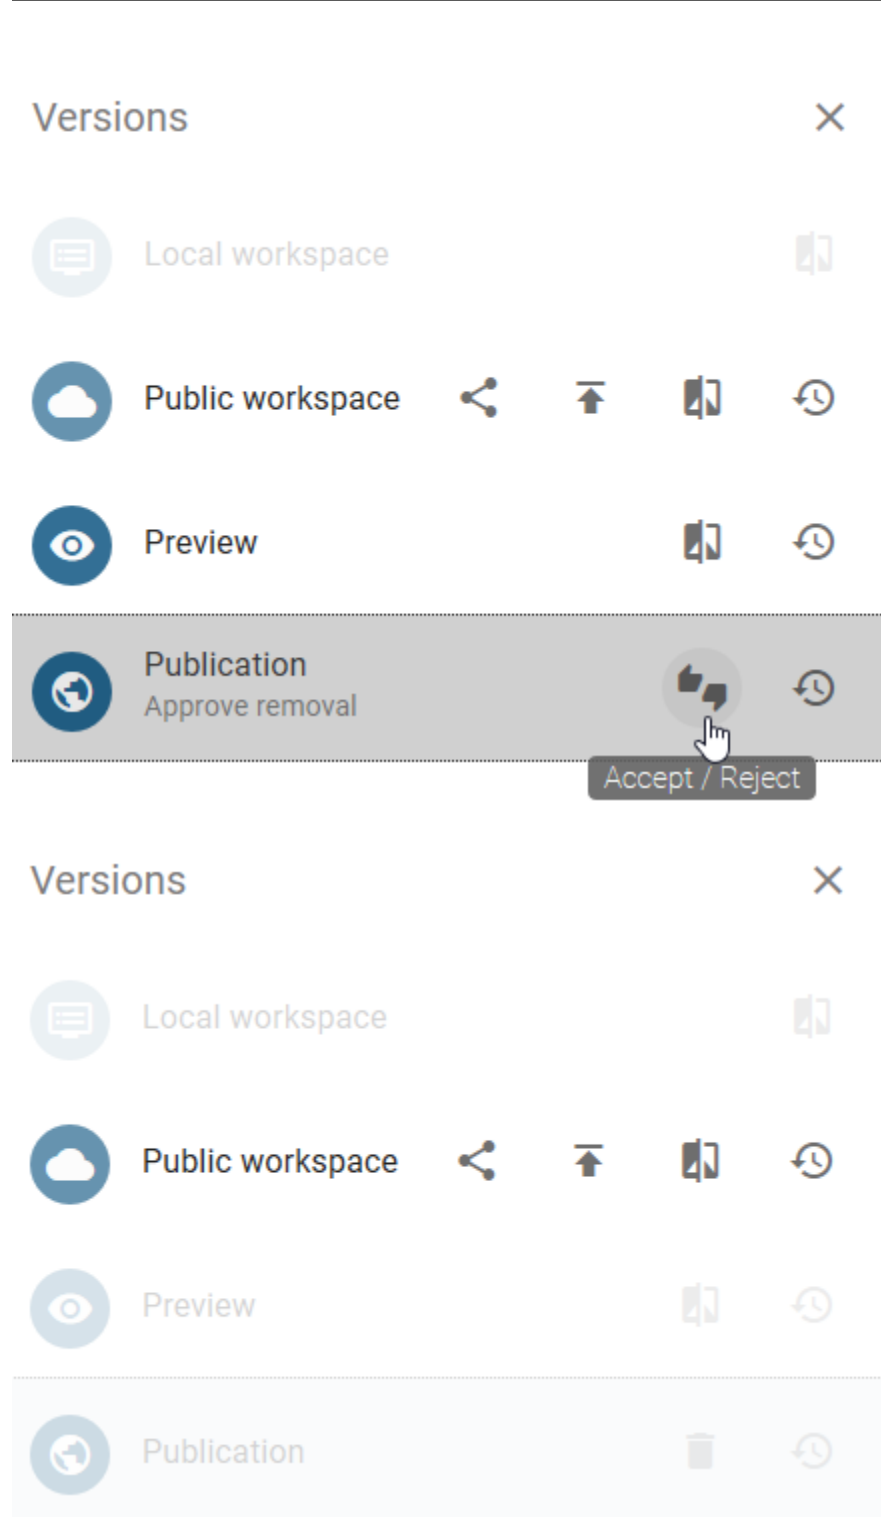 Versions
Local workspace
Public workspace
Preview
Publication
Approve removal
Accept / Reject
Versions
Local workspace
Public workspace
Preview
Publication